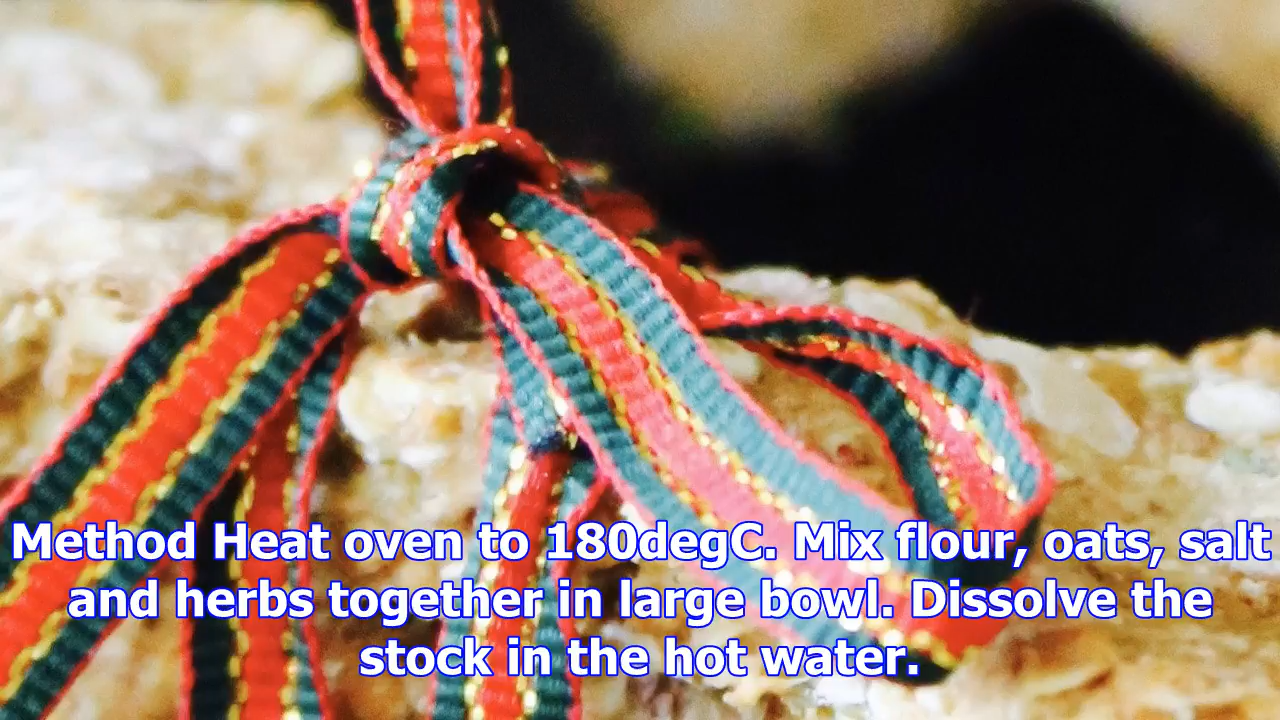 Method Heat oven to 180degC. Mix flour, oats, salt
and herbs together in large bowl. Dissolve the
stock in the hot water.